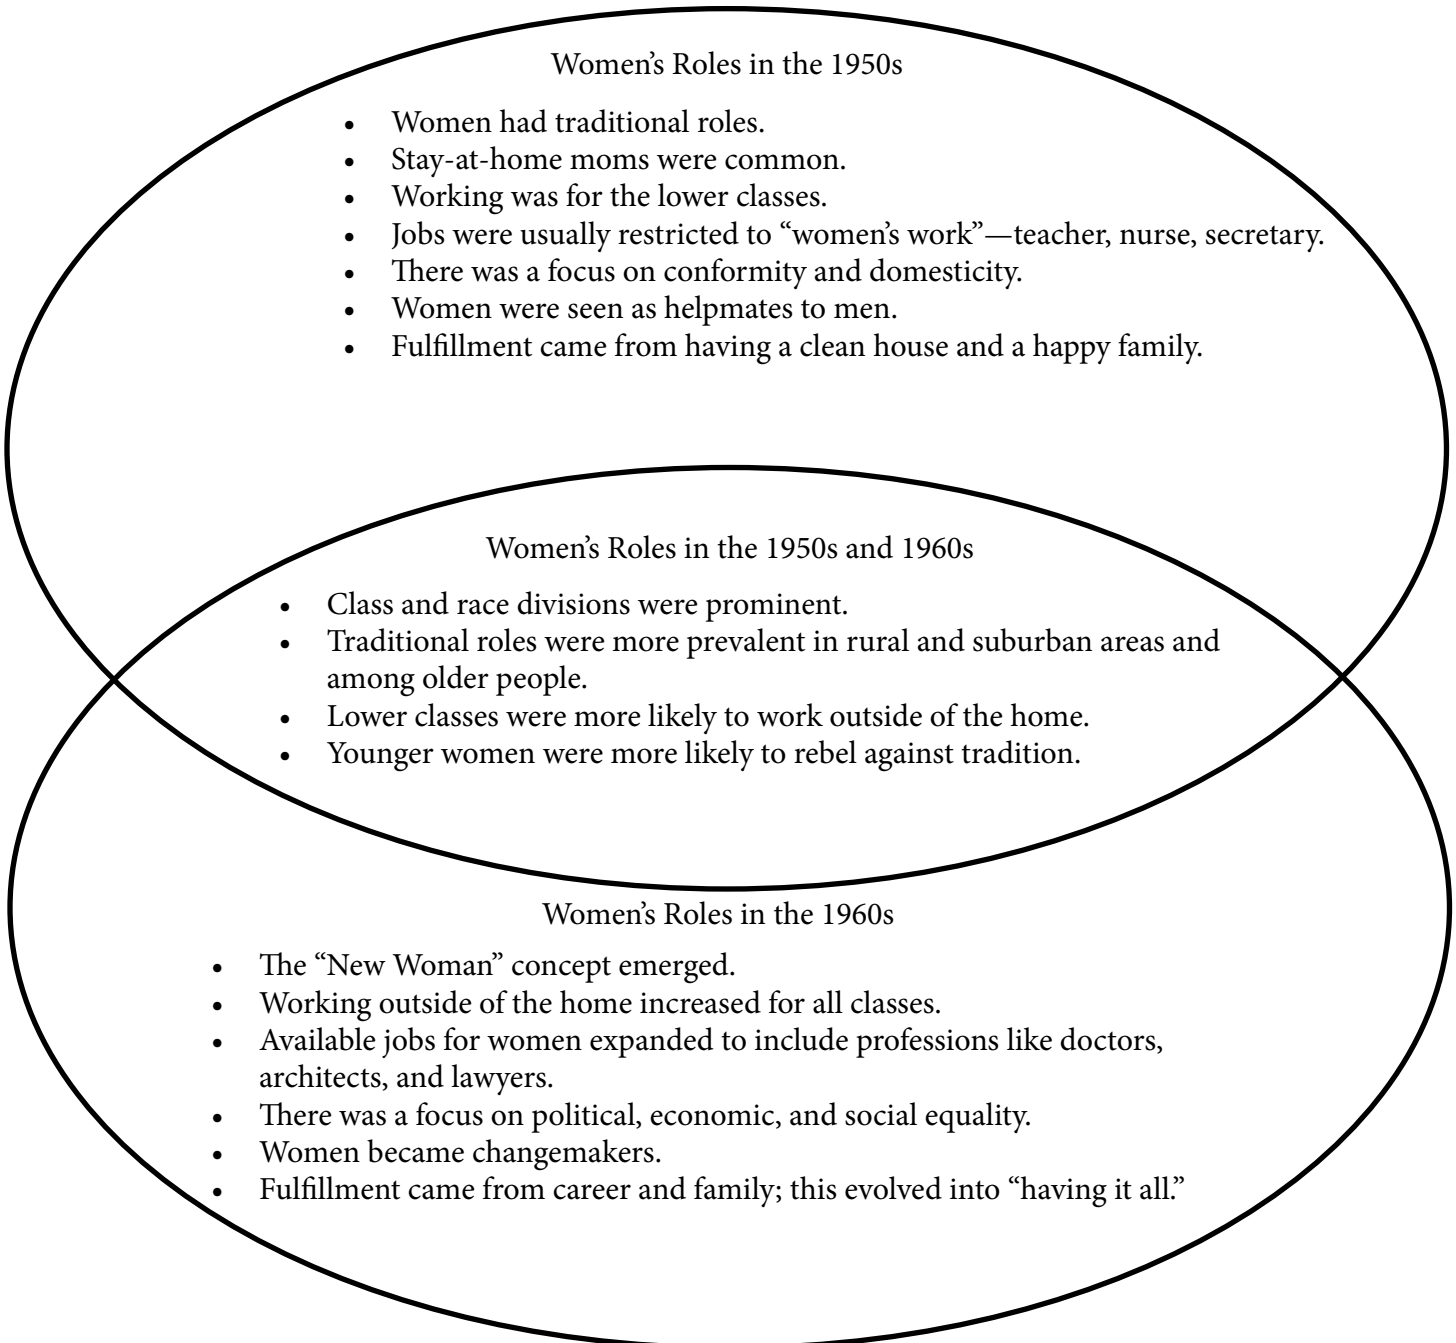 Women’s Roles in the 1950s
• Women had traditional roles.
• Stay-at-home moms were common.
• Working was for the lower classes.
• Jobs were usually restricted to “women’s work”—teacher, nurse, secretary.
• There was a focus on conformity and domesticity.
• Women were seen as helpmates to men.
• Fulfillment came from having a clean house and a happy family.
Women’s Roles in the 1950s and 1960s
• Class and race divisions were prominent.
• Traditional roles were more prevalent in rural and suburban areas and
among older people.
• Lower classes were more likely to work outside of the home.
• Younger women were more likely to rebel against tradition.
Women’s Roles in the 1960s
• The “New Woman” concept emerged.
• Working outside of the home increased for all classes.
• Available jobs for women expanded to include professions like doctors,
architects, and lawyers.
• There was a focus on political, economic, and social equality.
• Women became changemakers.
• Fulfillment came from career and family; this evolved into “having it all.”